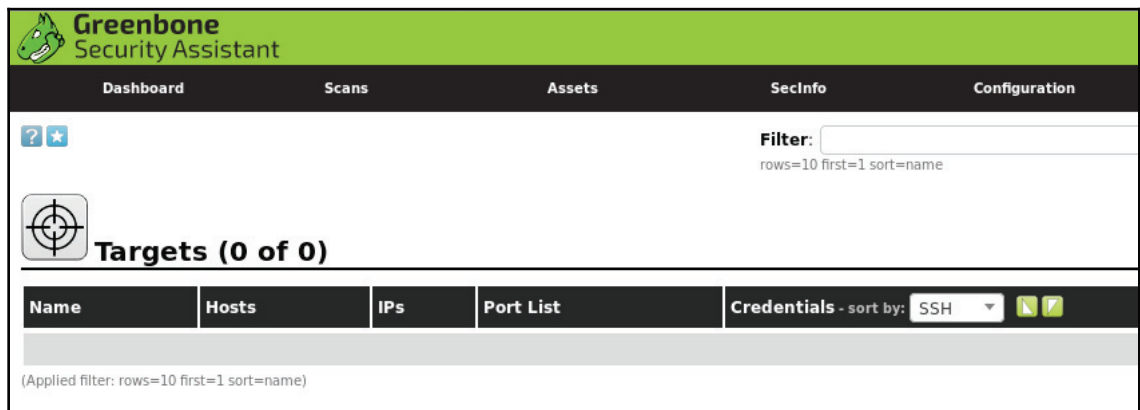 Greenbone
Security Assistant
Dashboard Scans Assets SecInfo Configuration
? Filter:
rows=10 first=1 sort=name
Targets (0 of 0)
Name Hosts IPs Port List Credentials - sort by: SSH
(Applied filter: rows=10 first=1 sort=name)